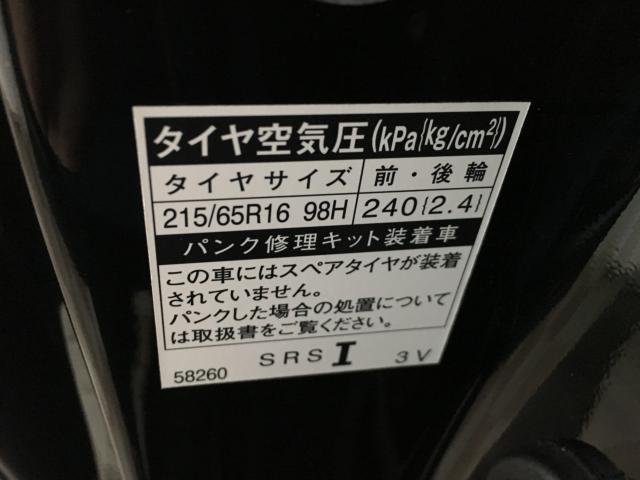 タイヤ空気圧(kPa{kg/cm²})
タイヤサイズ 前・後輪
215/65R16 98H 240{2.4}
パンク修理キット装着車
この車にはスペアタイヤが装着
されていません。
パンクした場合の処置について
は取扱書をご覧ください。
58260 SRS I 3V